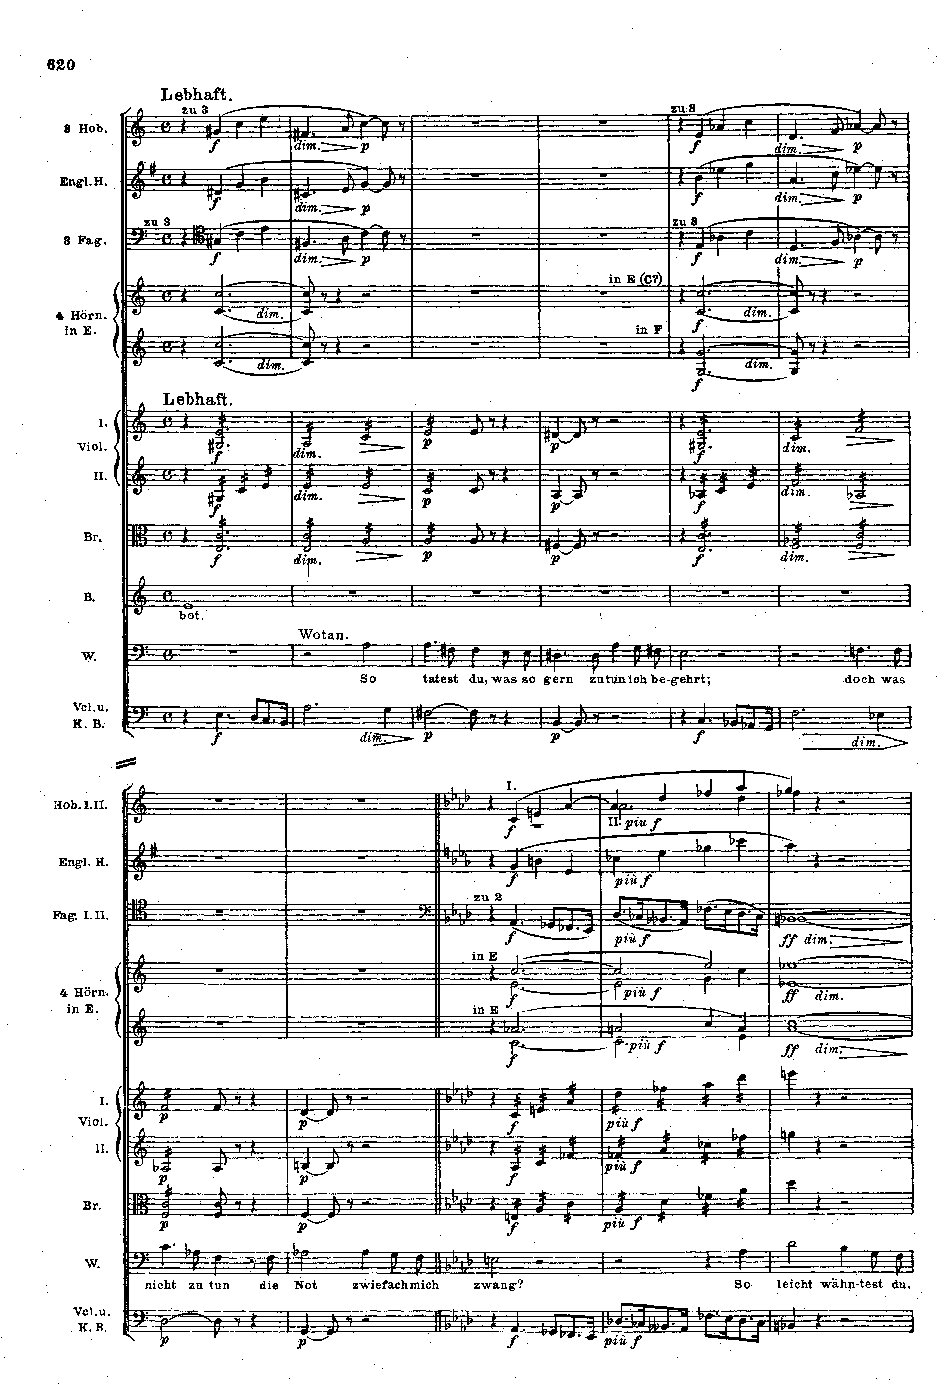 620
Lebhaft.
zu 3 zu 3
3 Hob.
f dim. p f dim. p
Engl. H.
f dim. p f dim. p
zu 3 zu 3
3 Fag.
f dim. p f dim. p
in E (C?)
4 Hörn.
in E.
dim. f dim.
in F
dim. f dim.
Lebhaft.
I.
Viol.
f dim. p p f dim.
II.
f dim. p p f dim.
Br.
f dim. p p f dim.
B.
bot.
Wotan.
W.
So tatest du, was so gern zu tun ich be-gehrt; doch was
Vcl. u.
K. B.
f dim. p p f dim.
Hob. I. II.
I.
f II. più f
Engl. H.
f più f
zu 2
Fag. I. II.
f più f ff dim.
in E
4 Hörn.
in E.
f più f ff dim.
in E
f più f ff dim.
I.
Viol.
p p f più f
II.
p p f più f
Br.
p p f più f
W.
nicht zu tun die Not zwiefach mich zwang? So leicht wähn-test du,
Vcl. u.
K. B.
p p f più f